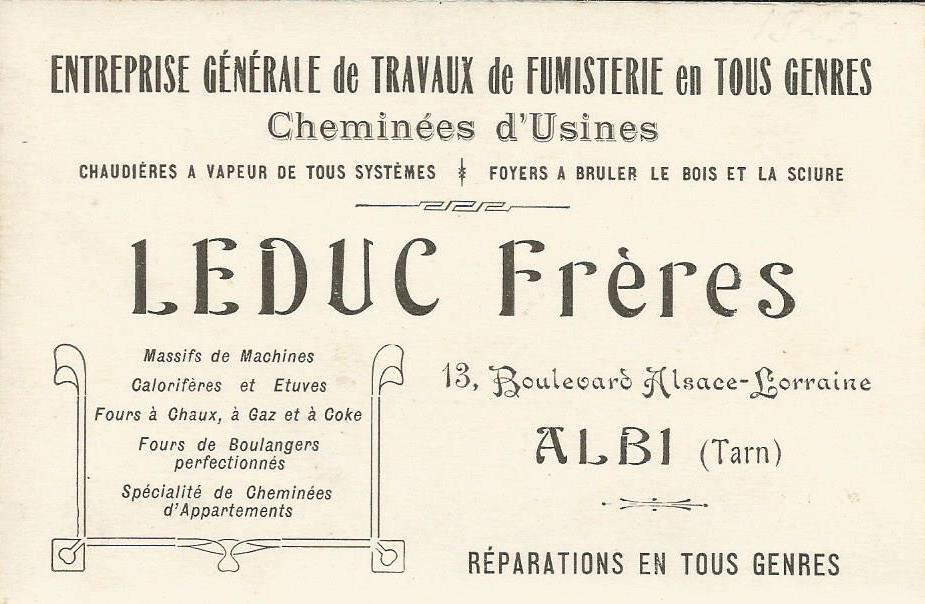 ENTREPRISE GÉNÉRALE de TRAVAUX de FUMISTERIE en TOUS GENRES
Cheminées d'Usines
CHAUDIÈRES A VAPEUR DE TOUS SYSTÈMES FOYERS A BRULER LE BOIS ET LA SCIURE
LEDUC Frères
Massifs de Machines
Calorifères et Etuves
Fours à Chaux, à Gaz et à Coke
Fours de Boulangers
perfectionnés
Spécialité de Cheminées
d'Appartements
13, Boulevard Alsace-Lorraine
ALBI (Tarn)
RÉPARATIONS EN TOUS GENRES